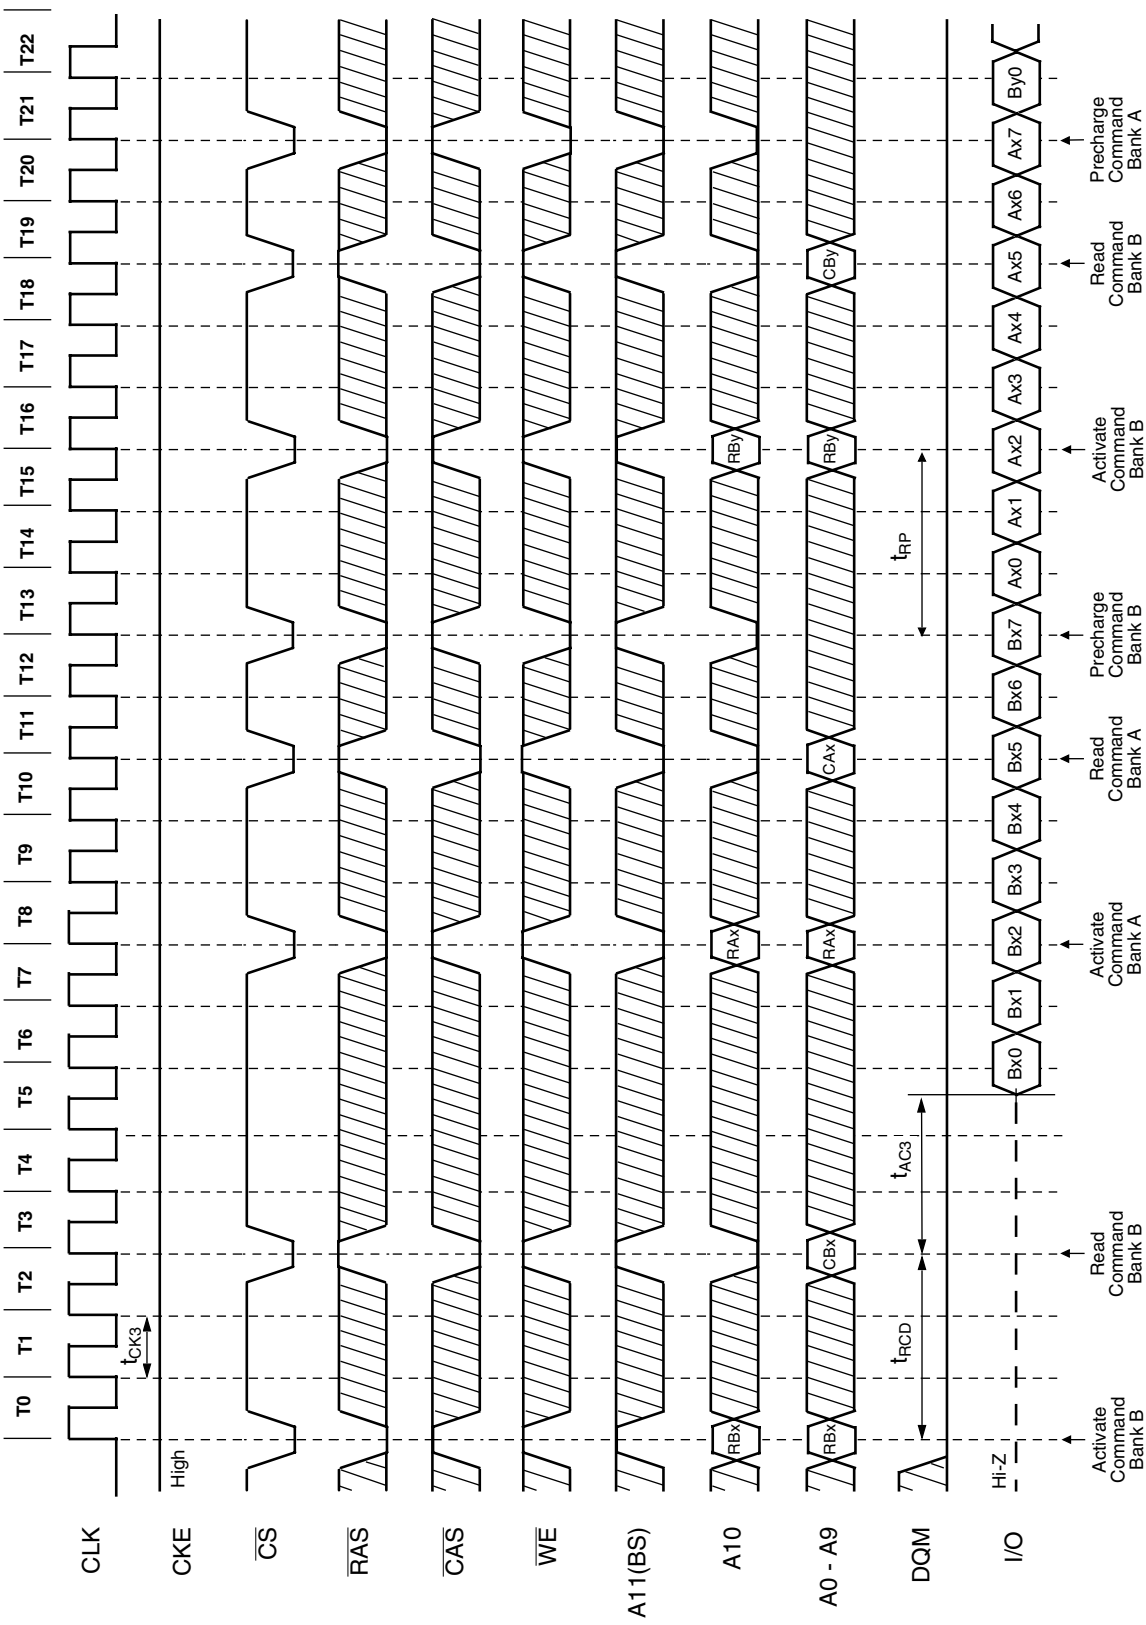 T0 T1 T2 T3 T4 T5 T6 T7 T8 T9 T10 T11 T12 T13 T14 T15 T16 T17 T18 T19 T20 T21 T22
CLK
tCK3
CKE
High
CS
RAS
CAS
WE
A11(BS)
A10
RBx RAx RBy
A0 - A9
RBx CBx RAx CAx RBy CBy
DQM
tRCD tAC3 tRP
I/O
Hi-Z
Bx0 Bx1 Bx2 Bx3 Bx4 Bx5 Bx6 Bx7 Ax0 Ax1 Ax2 Ax3 Ax4 Ax5 Ax6 Ax7 By0
Activate
Command
Bank B
Read
Command
Bank B
Activate
Command
Bank A
Read
Command
Bank A
Precharge
Command
Bank B
Activate
Command
Bank B
Read
Command
Bank B
Precharge
Command
Bank A